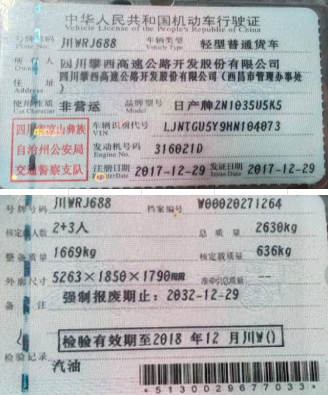 中华人民共和国机动车行驶证
Vehicle License of the People's Republic of China
号牌号码 川WRJ688 车辆类型 轻型普通货车
Plate No. Vehicle Type
所有人 四川攀西高速公路开发股份有限公司
四川攀西高速公路开发股份有限公司(西昌市管理办事处
住址 )
Address
使用性质 非营运 品牌型号 日产牌ZN1035U5K5
Use Character Model
四川省凉山彝族 车辆识别代号 LJNTGU5Y9HN104073
VIN
自治州公安局 发动机号码 316021D
Engine No.
交通警察支队 注册日期 2017-12-29 发证日期 2017-12-29
Register Date Issue Date
号牌号码 川WRJ688 档案编号 W00020271264
核定载人数 2+3人 总质量 2630kg
整备质量 1669kg 核定载质量 636kg
外廓尺寸 5263×1850×1790mm 准牵引总质量 --
备注 强制报废期止:2032-12-29
检验有效期至2018年12月川W()
检验记录
汽油
*5130029677033*